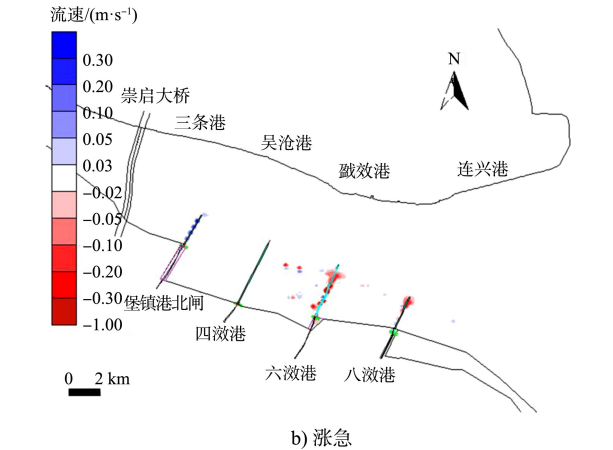 流速/(m·s⁻¹)
0.30
0.20
0.10
0.05
0.03
-0.02
-0.05
-0.10
-0.20
-0.30
-1.00
崇启大桥
三条港
吴沧港
戤效港
连兴港
N
堡镇港北闸
四滧港
六滧港
八滧港
0 2 km
b) 涨急